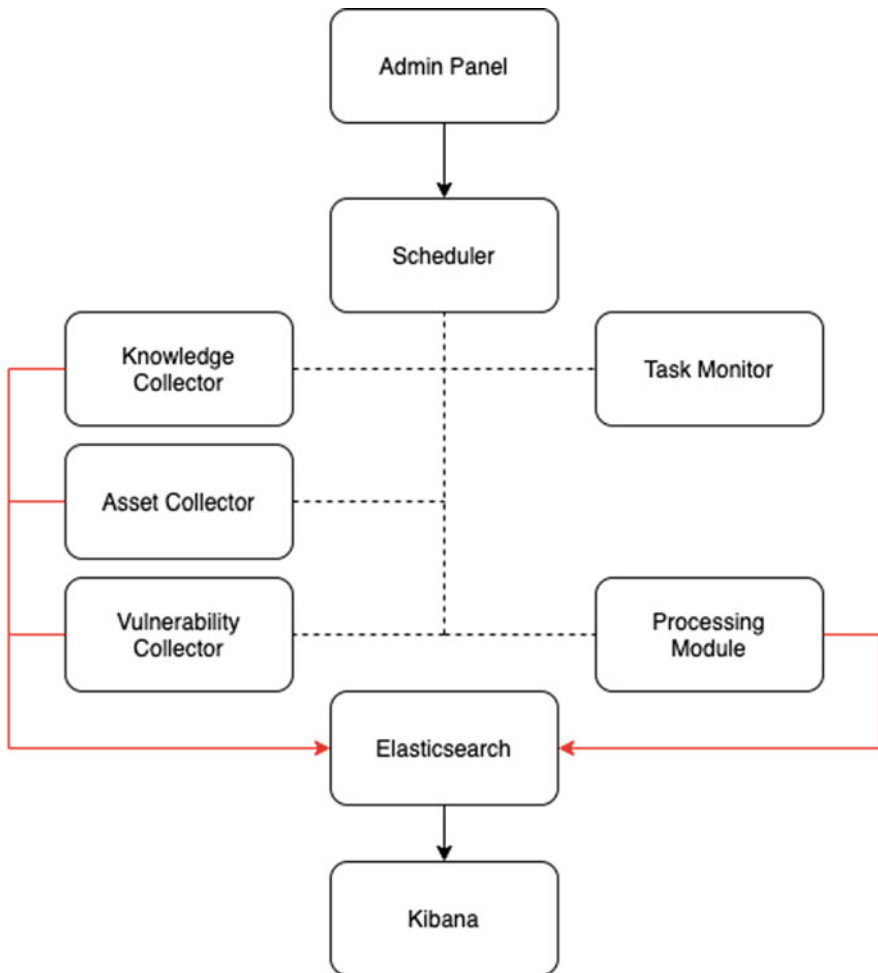 Admin Panel
Scheduler
Knowledge
Collector
Task Monitor
Asset Collector
Vulnerability
Collector
Processing
Module
Elasticsearch
Kibana